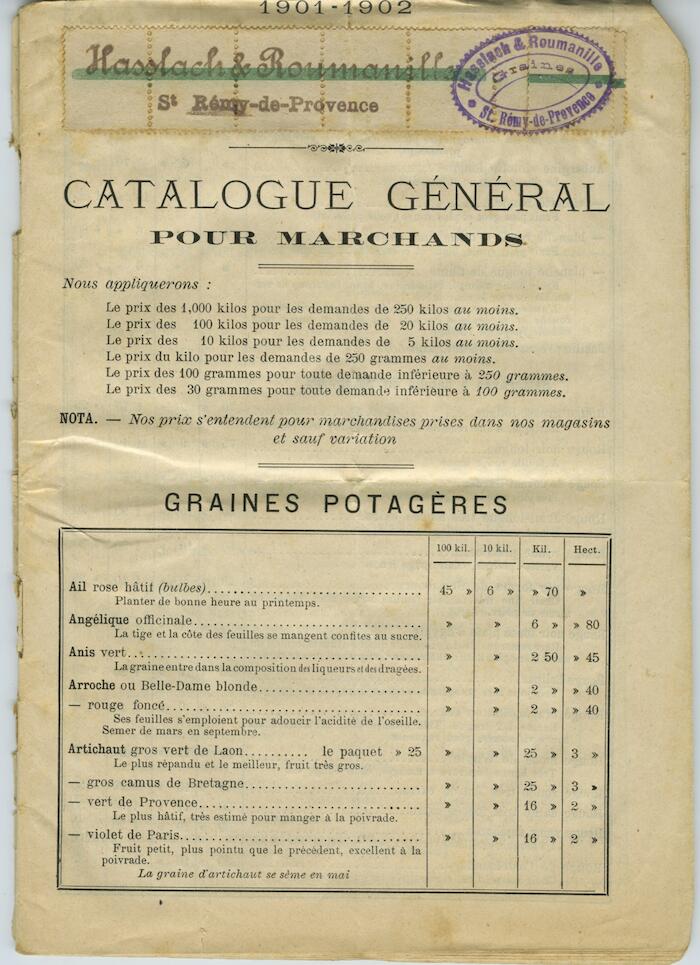 1901-1902
Hasslach & Roumanille
St Rémy-de-Provence
Hasslach & Roumanille
Graines
St. Rémy-de-Provence
CATALOGUE GÉNÉRAL
POUR MARCHANDS
Nous appliquerons :
Le prix des 1,000 kilos pour les demandes de 250 kilos au moins.
Le prix des 100 kilos pour les demandes de 20 kilos au moins.
Le prix des 10 kilos pour les demandes de 5 kilos au moins.
Le prix du kilo pour les demandes de 250 grammes au moins.
Le prix des 100 grammes pour toute demande inférieure à 250 grammes.
Le prix des 30 grammes pour toute demande inférieure à 100 grammes.
NOTA. — Nos prix s'entendent pour marchandises prises dans nos magasins
et sauf variation
GRAINES POTAGÈRES
100 kil. 10 kil. Kil. Hect.
Ail rose hâtif (bulbes)........ 45 » 6 » » 70 »
Planter de bonne heure au printemps.
Angélique officinale........ » » 6 » » 80
La tige et la côte des feuilles se mangent confites au sucre.
Anis vert........ » » 2 50 » 45
La graine entre dans la composition des liqueurs et des dragées.
Arroche ou Belle-Dame blonde........ » » 2 » » 40
— rouge foncé........ » » 2 » » 40
Ses feuilles s'emploient pour adoucir l'acidité de l'oseille.
Semer de mars en septembre.
Artichaut gros vert de Laon......... le paquet » 25 » » 25 » 3 »
Le plus répandu et le meilleur, fruit très gros.
— gros camus de Bretagne........ » » 25 » 3 »
— vert de Provence........ » » 16 » 2 »
Le plus hâtif, très estimé pour manger à la poivrade.
— violet de Paris........ » » 16 » 2 »
Fruit petit, plus pointu que le précédent, excellent à la
poivrade.
La graine d'artichaut se sème en mai